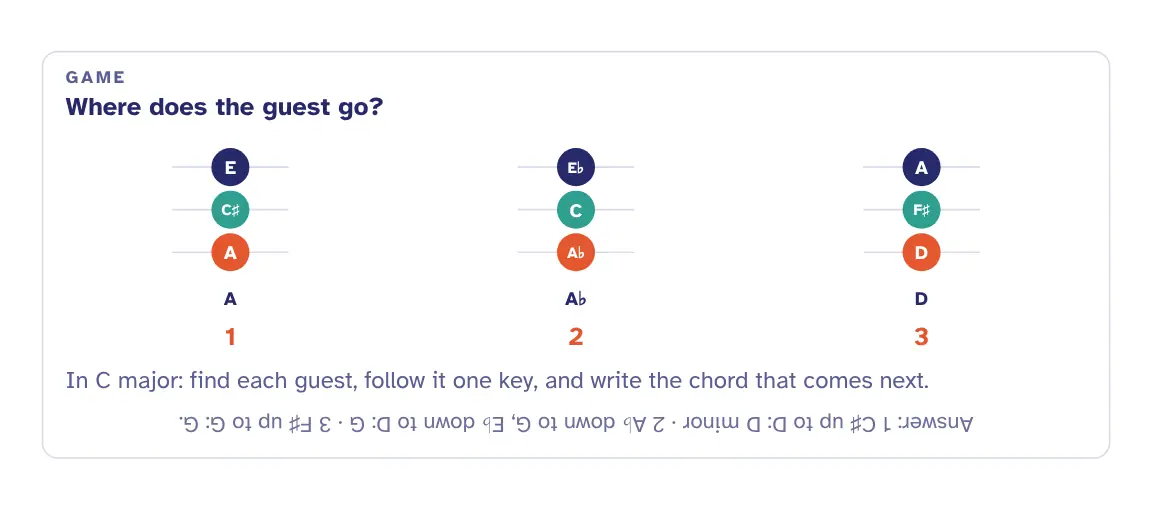 GAME
Where does the guest go?
E E♭ A
C♯ C F♯
A A♭ D
A A♭ D
1 2 3
In C major: find each guest, follow it one key, and write the chord that comes next.
Answer: 1 C♯ up to D: D minor · 2 A♭ down to G, E♭ down to D: G · 3 F♯ up to G: G.